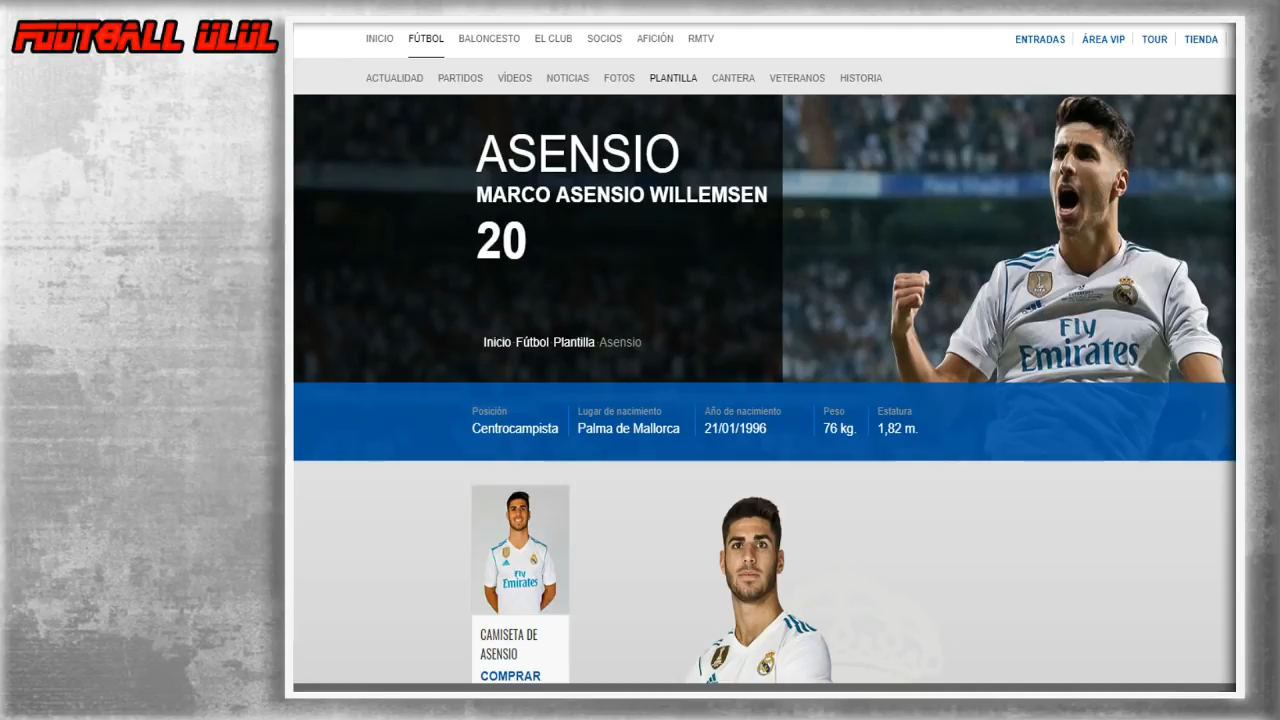 FOOTBALL ÜLÜL
INICIO FÚTBOL BALONCESTO EL CLUB SOCIOS AFICIÓN RMTV
ENTRADAS ÁREA VIP TOUR TIENDA
ACTUALIDAD PARTIDOS VÍDEOS NOTICIAS FOTOS PLANTILLA CANTERA VETERANOS HISTORIA
ASENSIO
MARCO ASENSIO WILLEMSEN
20
Inicio Fútbol Plantilla Asensio
Fly
Emirates
Posición Lugar de nacimiento Año de nacimiento Peso Estatura
Centrocampista Palma de Mallorca 21/01/1996 76 kg. 1,82 m.
Fly
Emirates
CAMISETA DE
ASENSIO
COMPRAR